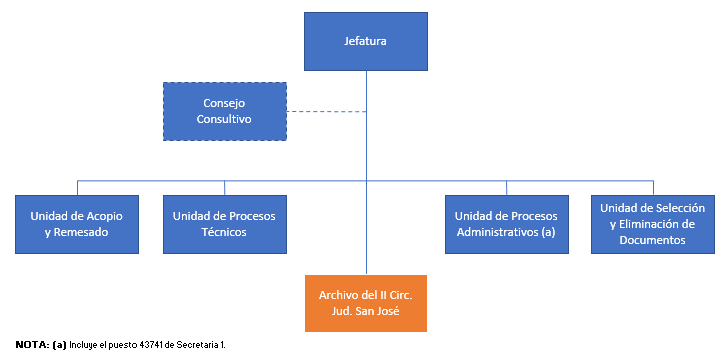 Jefatura
Consejo
Consultivo
Unidad de Acopio
y Remesado
Unidad de Procesos
Técnicos
Unidad de Procesos
Administrativos (a)
Unidad de Selección
y Eliminación de
Documentos
Archivo del II Circ.
Jud. San José
NOTA: (a) Incluye el puesto 43741 de Secretaria 1.